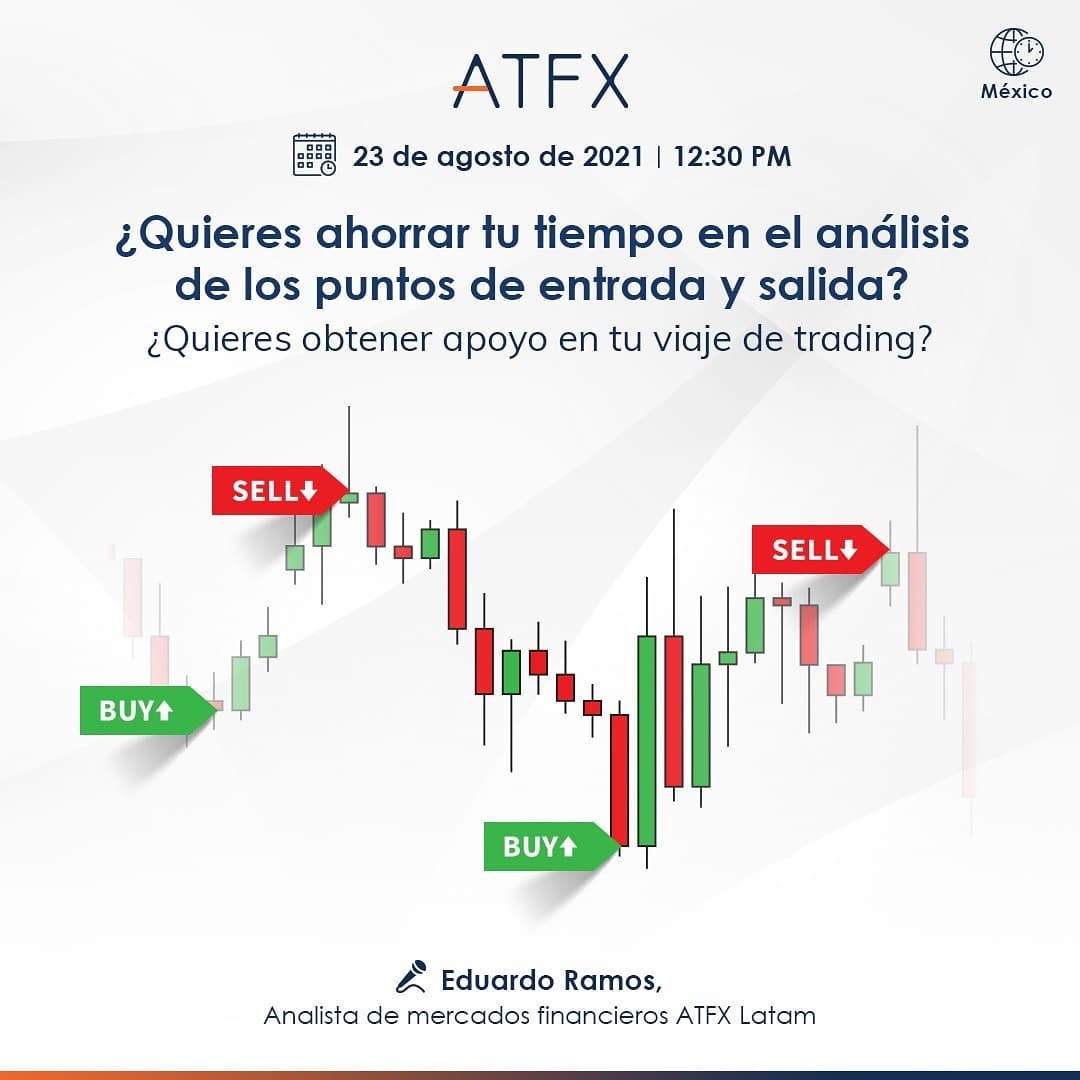 ATFX
México
23 de agosto de 2021 | 12:30 PM
¿Quieres ahorrar tu tiempo en el análisis
de los puntos de entrada y salida?
¿Quieres obtener apoyo en tu viaje de trading?
SELL
SELL
BUY
BUY
Eduardo Ramos,
Analista de mercados financieros ATFX Latam